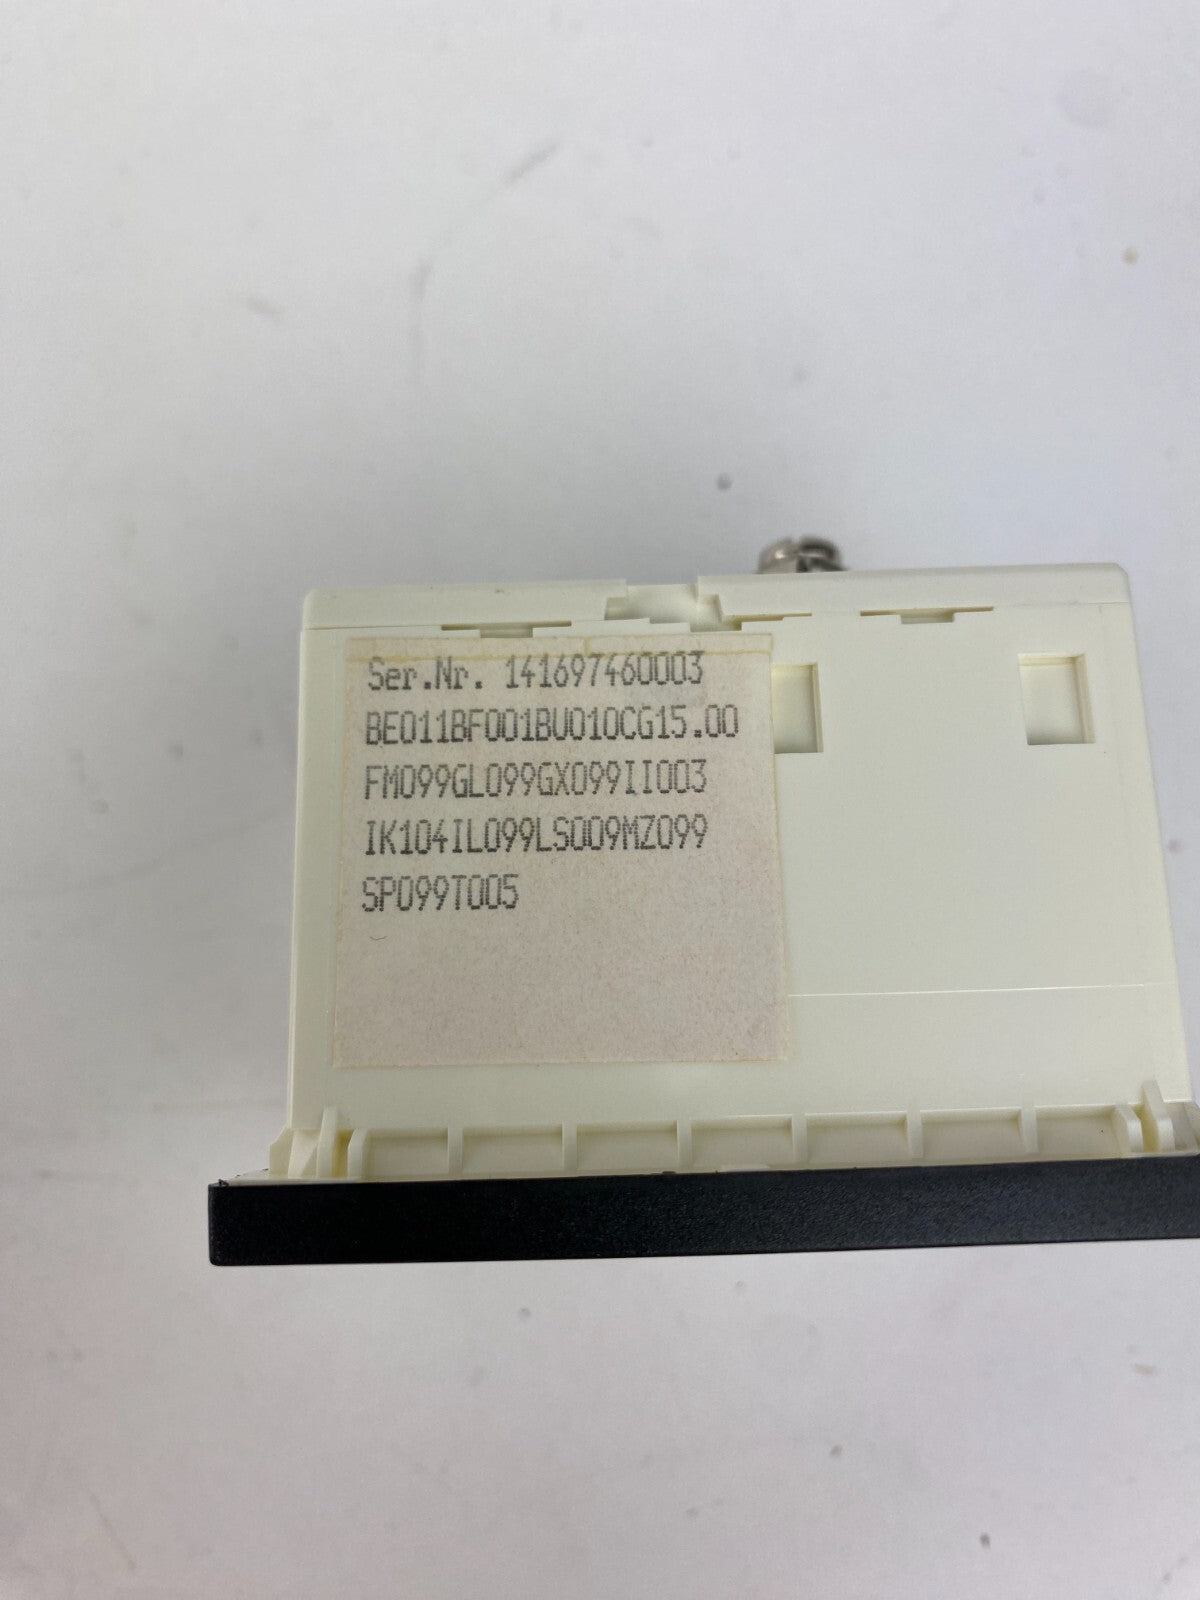 Ser.Nr. 141697460003
BE011BF001BU010CG15.00
FM099GL099GX099II003
IK104IL099LS009MZ099
SP099T005